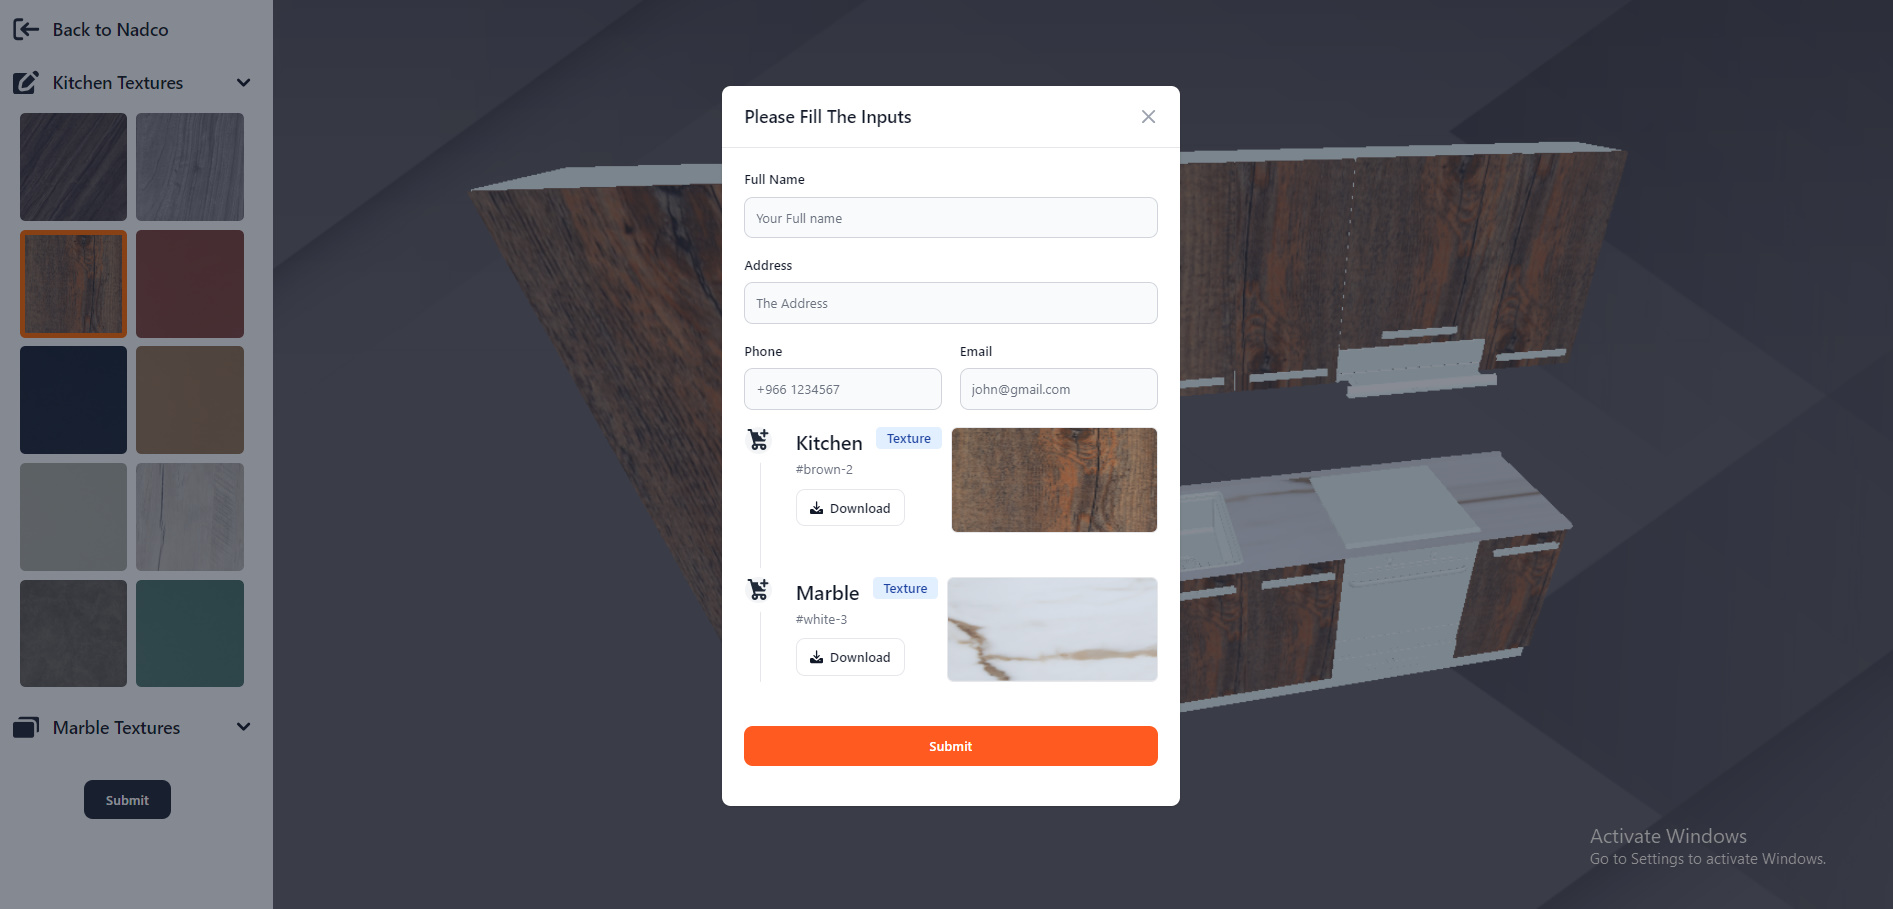 Back to Nadco
Kitchen Textures
Marble Textures
Submit
Please Fill The Inputs
Full Name
Your Full name
Address
The Address
Phone
Email
+966 1234567
john@gmail.com
Kitchen
Texture
#brown-2
Download
Marble
Texture
#white-3
Download
Submit
Activate Windows
Go to Settings to activate Windows.